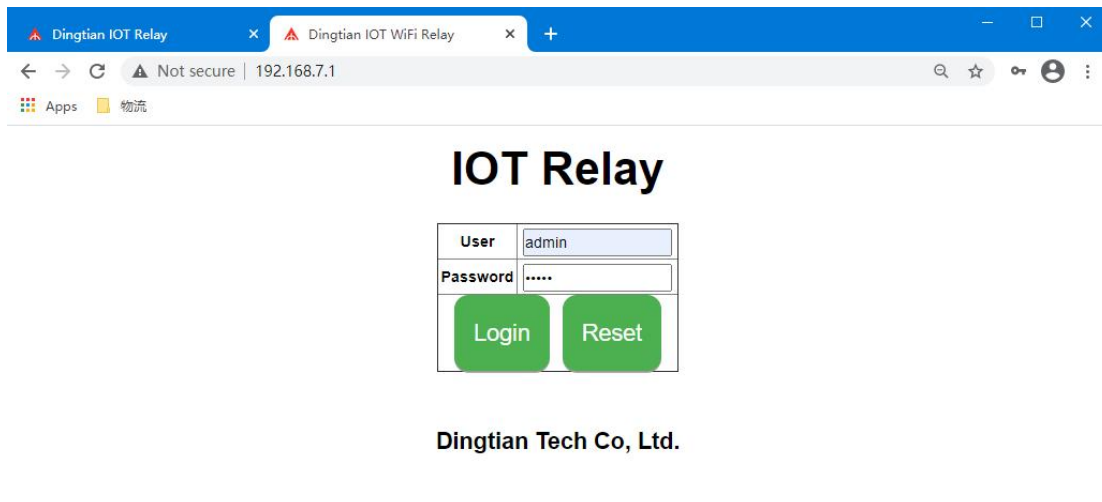 Dingtian IOT Relay
Dingtian IOT WiFi Relay
Not secure | 192.168.7.1
Apps 物流
IOT Relay
User admin
Password •••••
Login Reset
Dingtian Tech Co, Ltd.